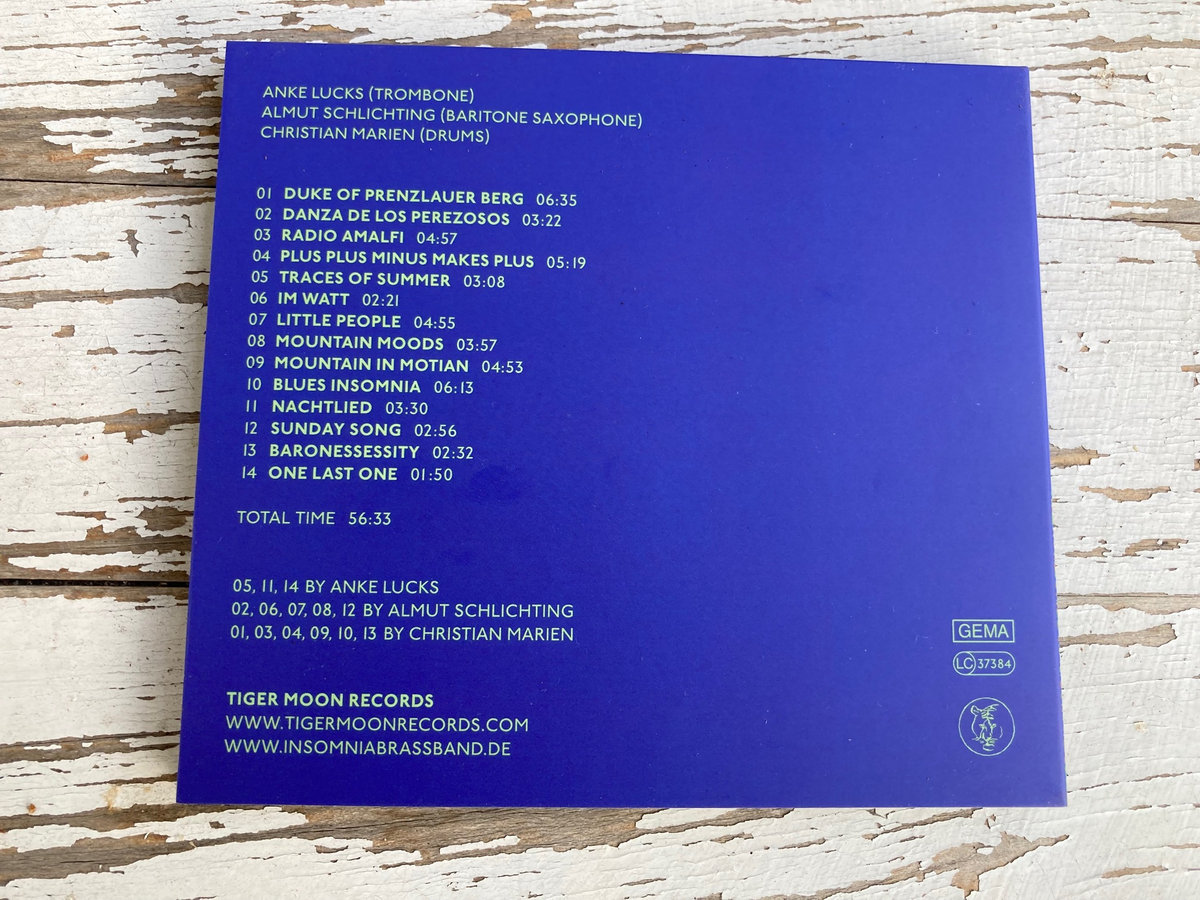 ANKE LUCKS (TROMBONE)
ALMUT SCHLICHTING (BARITONE SAXOPHONE)
CHRISTIAN MARIEN (DRUMS)
01 DUKE OF PRENZLAUER BERG 06:35
02 DANZA DE LOS PEREZOSOS 03:22
03 RADIO AMALFI 04:57
04 PLUS PLUS MINUS MAKES PLUS 05:19
05 TRACES OF SUMMER 03:08
06 IM WATT 02:21
07 LITTLE PEOPLE 04:55
08 MOUNTAIN MOODS 03:57
09 MOUNTAIN IN MOTIAN 04:53
10 BLUES INSOMNIA 06:13
11 NACHTLIED 03:30
12 SUNDAY SONG 02:56
13 BARONESSESSITY 02:32
14 ONE LAST ONE 01:50
TOTAL TIME 56:33
05, 11, 14 BY ANKE LUCKS
02, 06, 07, 08, 12 BY ALMUT SCHLICHTING
01, 03, 04, 09, 10, 13 BY CHRISTIAN MARIEN
GEMA
LC 37384
TIGER MOON RECORDS
WWW.TIGERMOONRECORDS.COM
WWW.INSOMNIABRASSBAND.DE